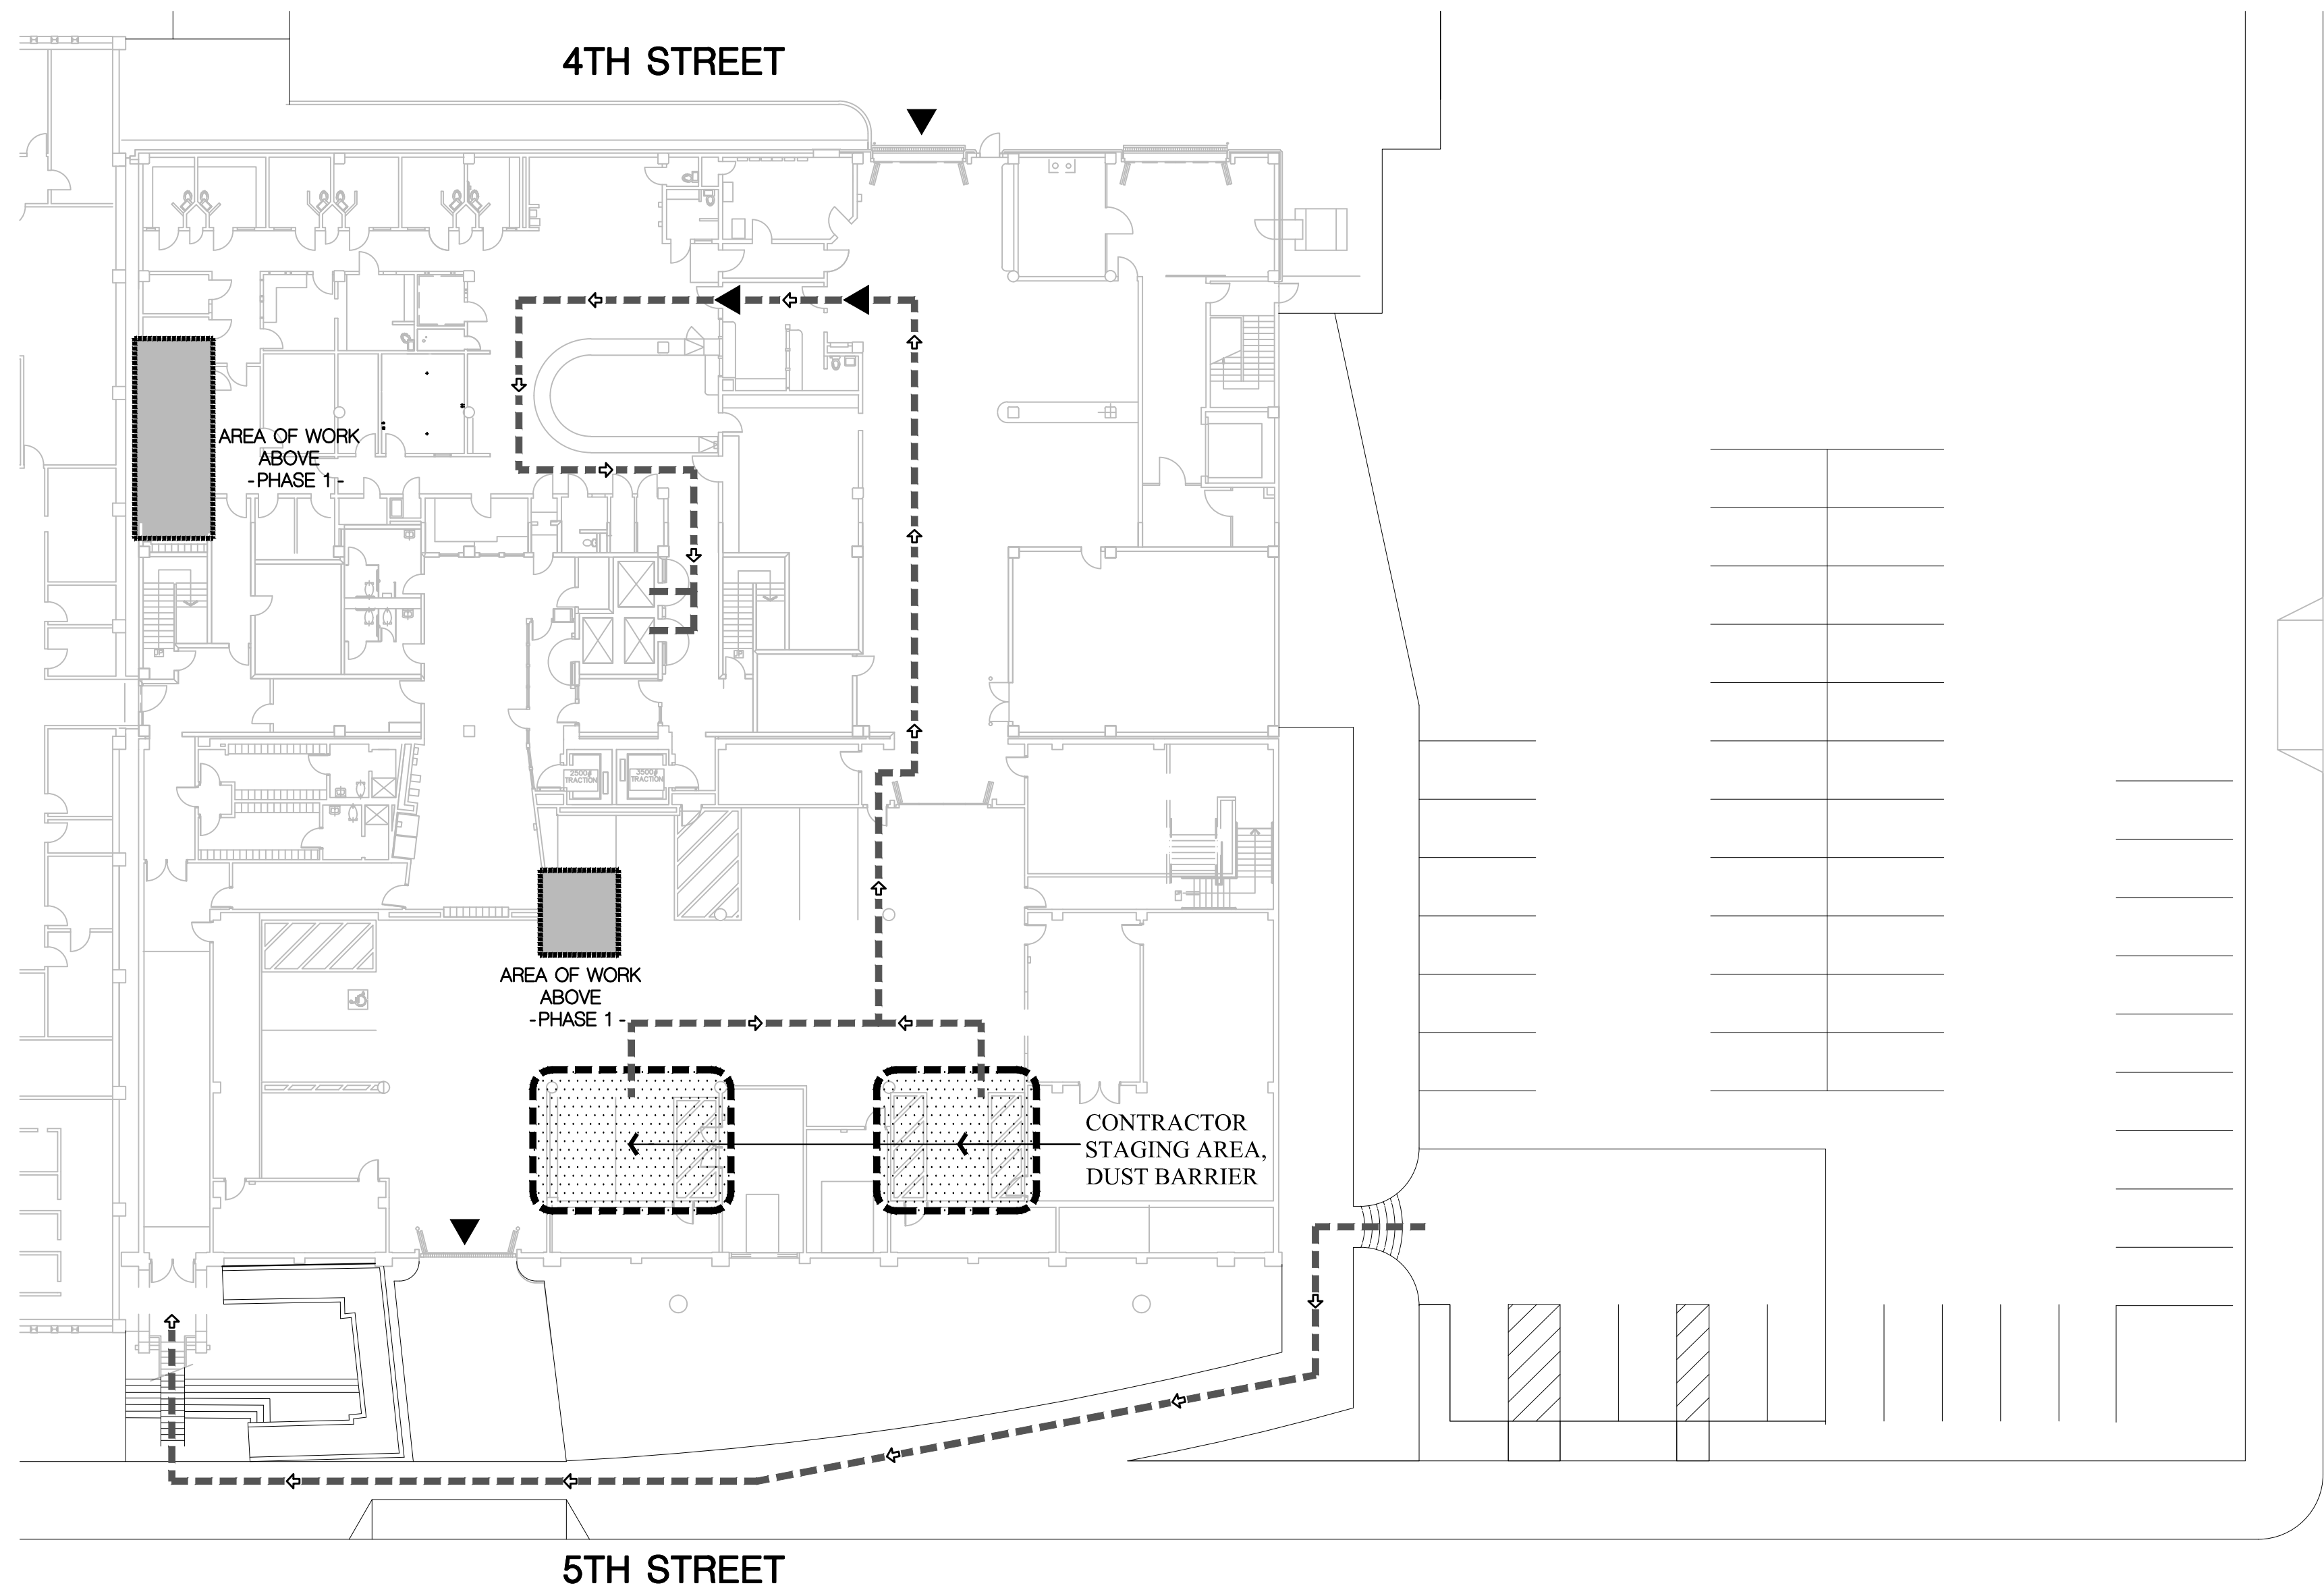 4TH STREET
AREA OF WORK
ABOVE
- PHASE 1 -
2500#
TRACTION
3500#
TRACTION
AREA OF WORK
ABOVE
- PHASE 1 -
CONTRACTOR
STAGING AREA,
DUST BARRIER
5TH STREET